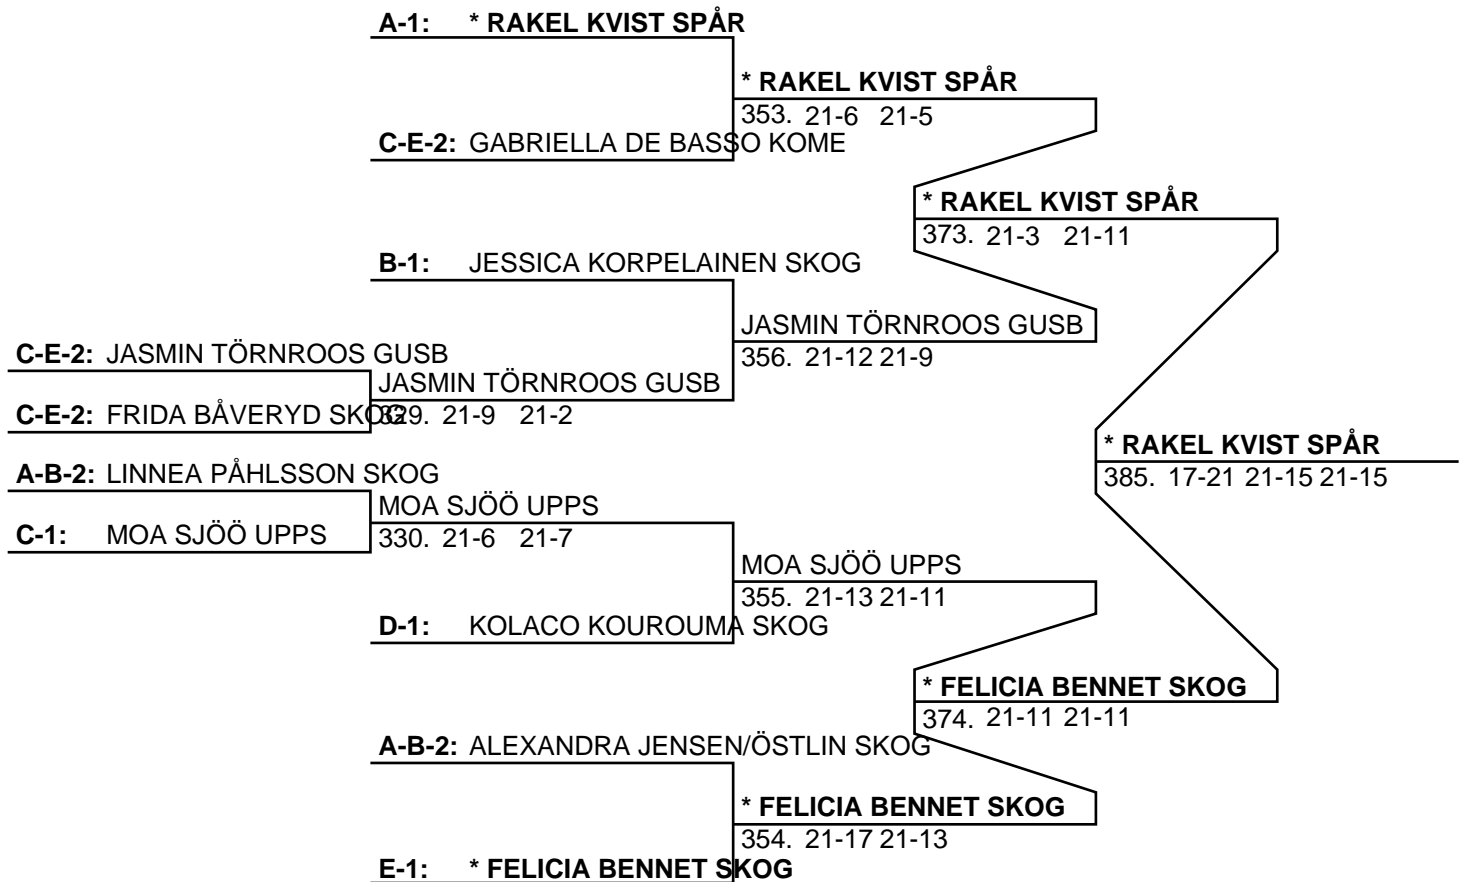 A-1: * RAKEL KVIST SPÅR
* RAKEL KVIST SPÅR
353. 21-6 21-5
C-E-2: GABRIELLA DE BASSO KOME
* RAKEL KVIST SPÅR
373. 21-3 21-11
B-1: JESSICA KORPELAINEN SKOG
JASMIN TÖRNROOS GUSB
356. 21-12 21-9
C-E-2: JASMIN TÖRNROOS GUSB
JASMIN TÖRNROOS GUSB
C-E-2: FRIDA BÅVERYD SKOG
329. 21-9 21-2
* RAKEL KVIST SPÅR
385. 17-21 21-15 21-15
A-B-2: LINNEA PÅHLSSON SKOG
MOA SJÖÖ UPPS
C-1: MOA SJÖÖ UPPS
330. 21-6 21-7
MOA SJÖÖ UPPS
355. 21-13 21-11
D-1: KOLACO KOUROUMA SKOG
* FELICIA BENNET SKOG
374. 21-11 21-11
A-B-2: ALEXANDRA JENSEN/ÖSTLIN SKOG
* FELICIA BENNET SKOG
354. 21-17 21-13
E-1: * FELICIA BENNET SKOG